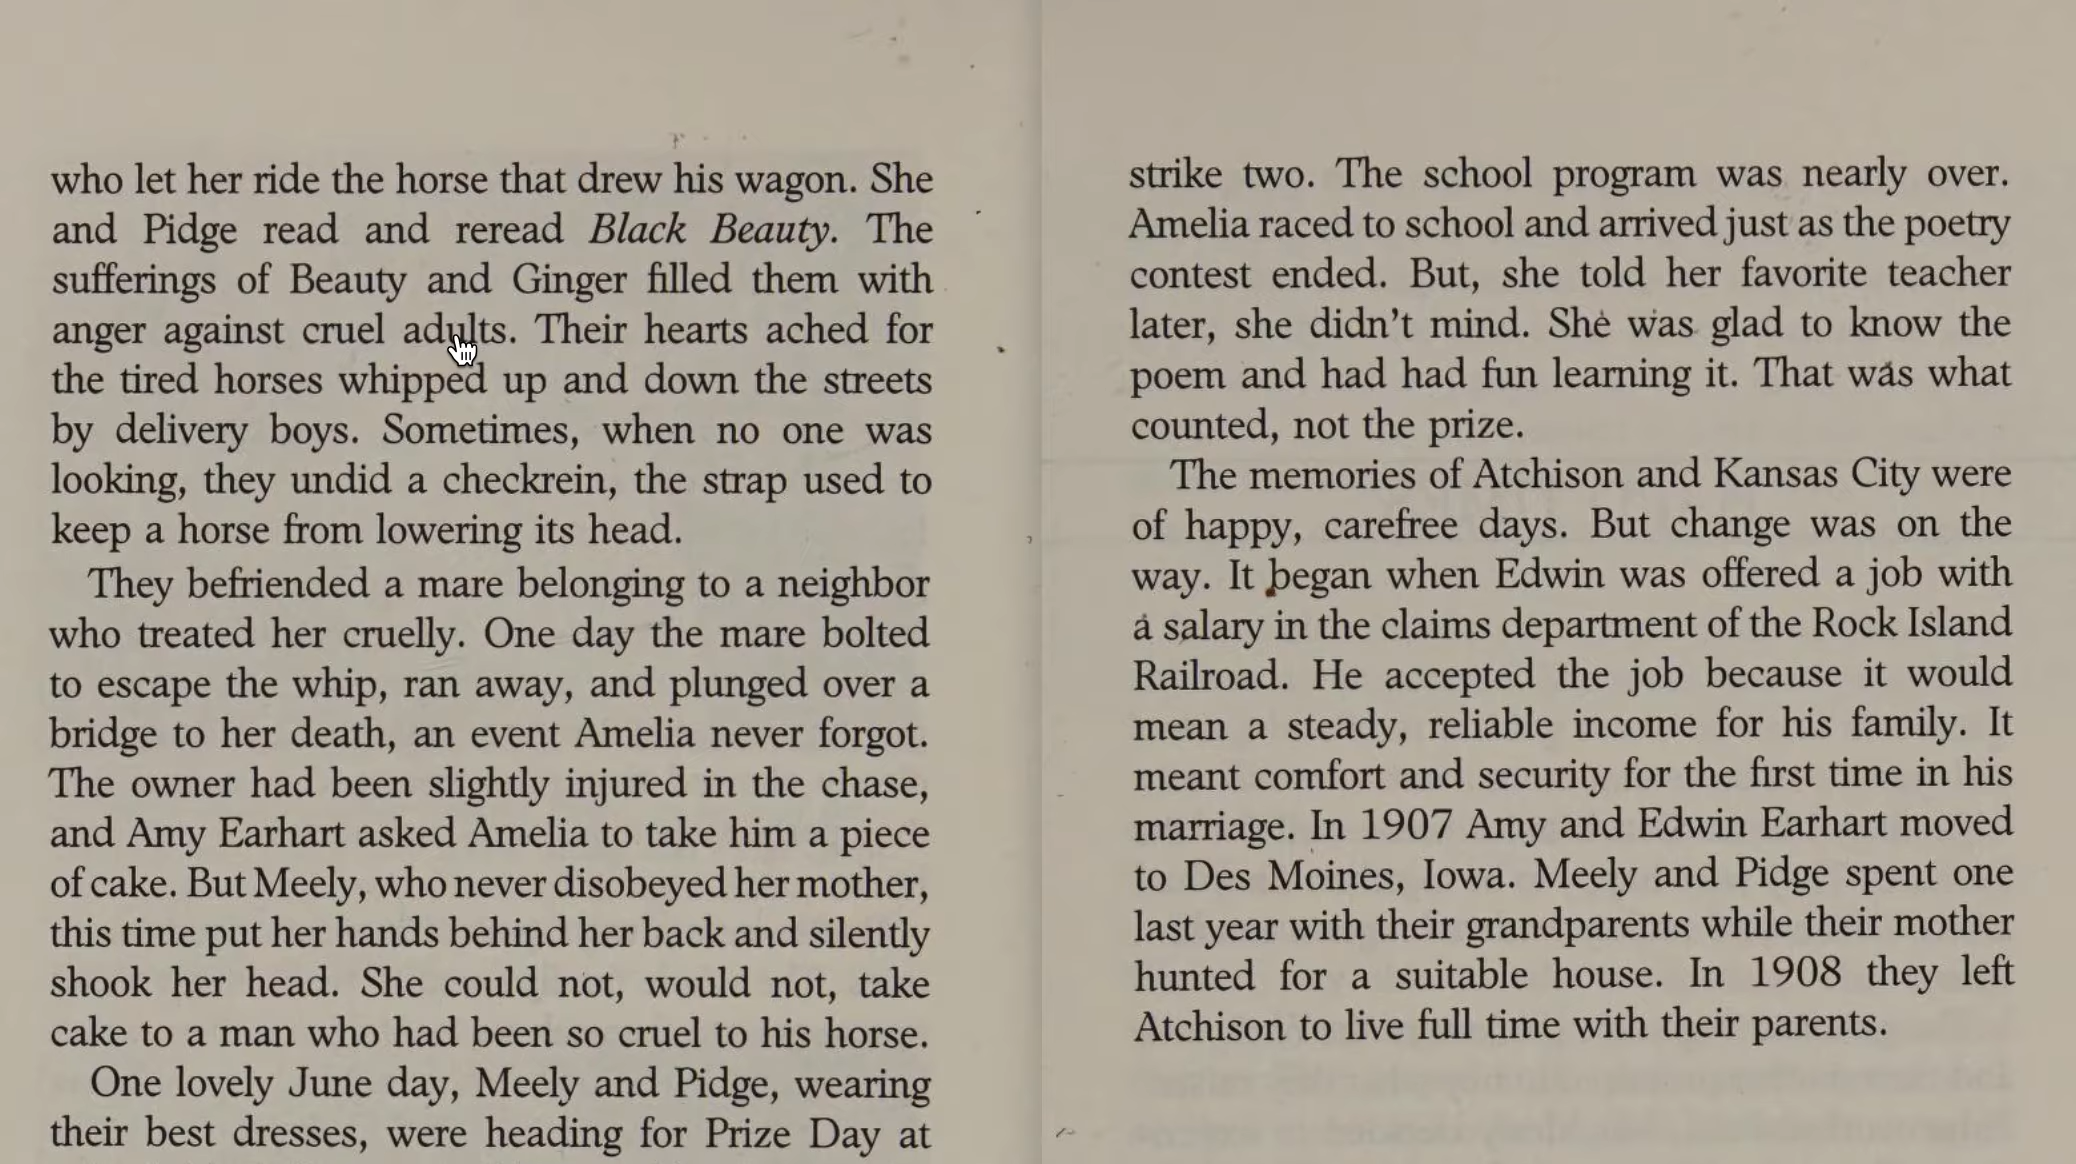 who let her ride the horse that drew his wagon. She
and Pidge read and reread Black Beauty. The
sufferings of Beauty and Ginger filled them with
anger against cruel adults. Their hearts ached for
the tired horses whipped up and down the streets
by delivery boys. Sometimes, when no one was
looking, they undid a checkrein, the strap used to
keep a horse from lowering its head.
They befriended a mare belonging to a neighbor
who treated her cruelly. One day the mare bolted
to escape the whip, ran away, and plunged over a
bridge to her death, an event Amelia never forgot.
The owner had been slightly injured in the chase,
and Amy Earhart asked Amelia to take him a piece
of cake. But Meely, who never disobeyed her mother,
this time put her hands behind her back and silently
shook her head. She could not, would not, take
cake to a man who had been so cruel to his horse.
One lovely June day, Meely and Pidge, wearing
their best dresses, were heading for Prize Day at
strike two. The school program was nearly over.
Amelia raced to school and arrived just as the poetry
contest ended. But, she told her favorite teacher
later, she didn't mind. She was glad to know the
poem and had had fun learning it. That was what
counted, not the prize.
The memories of Atchison and Kansas City were
of happy, carefree days. But change was on the
way. It began when Edwin was offered a job with
a salary in the claims department of the Rock Island
Railroad. He accepted the job because it would
mean a steady, reliable income for his family. It
meant comfort and security for the first time in his
marriage. In 1907 Amy and Edwin Earhart moved
to Des Moines, Iowa. Meely and Pidge spent one
last year with their grandparents while their mother
hunted for a suitable house. In 1908 they left
Atchison to live full time with their parents.